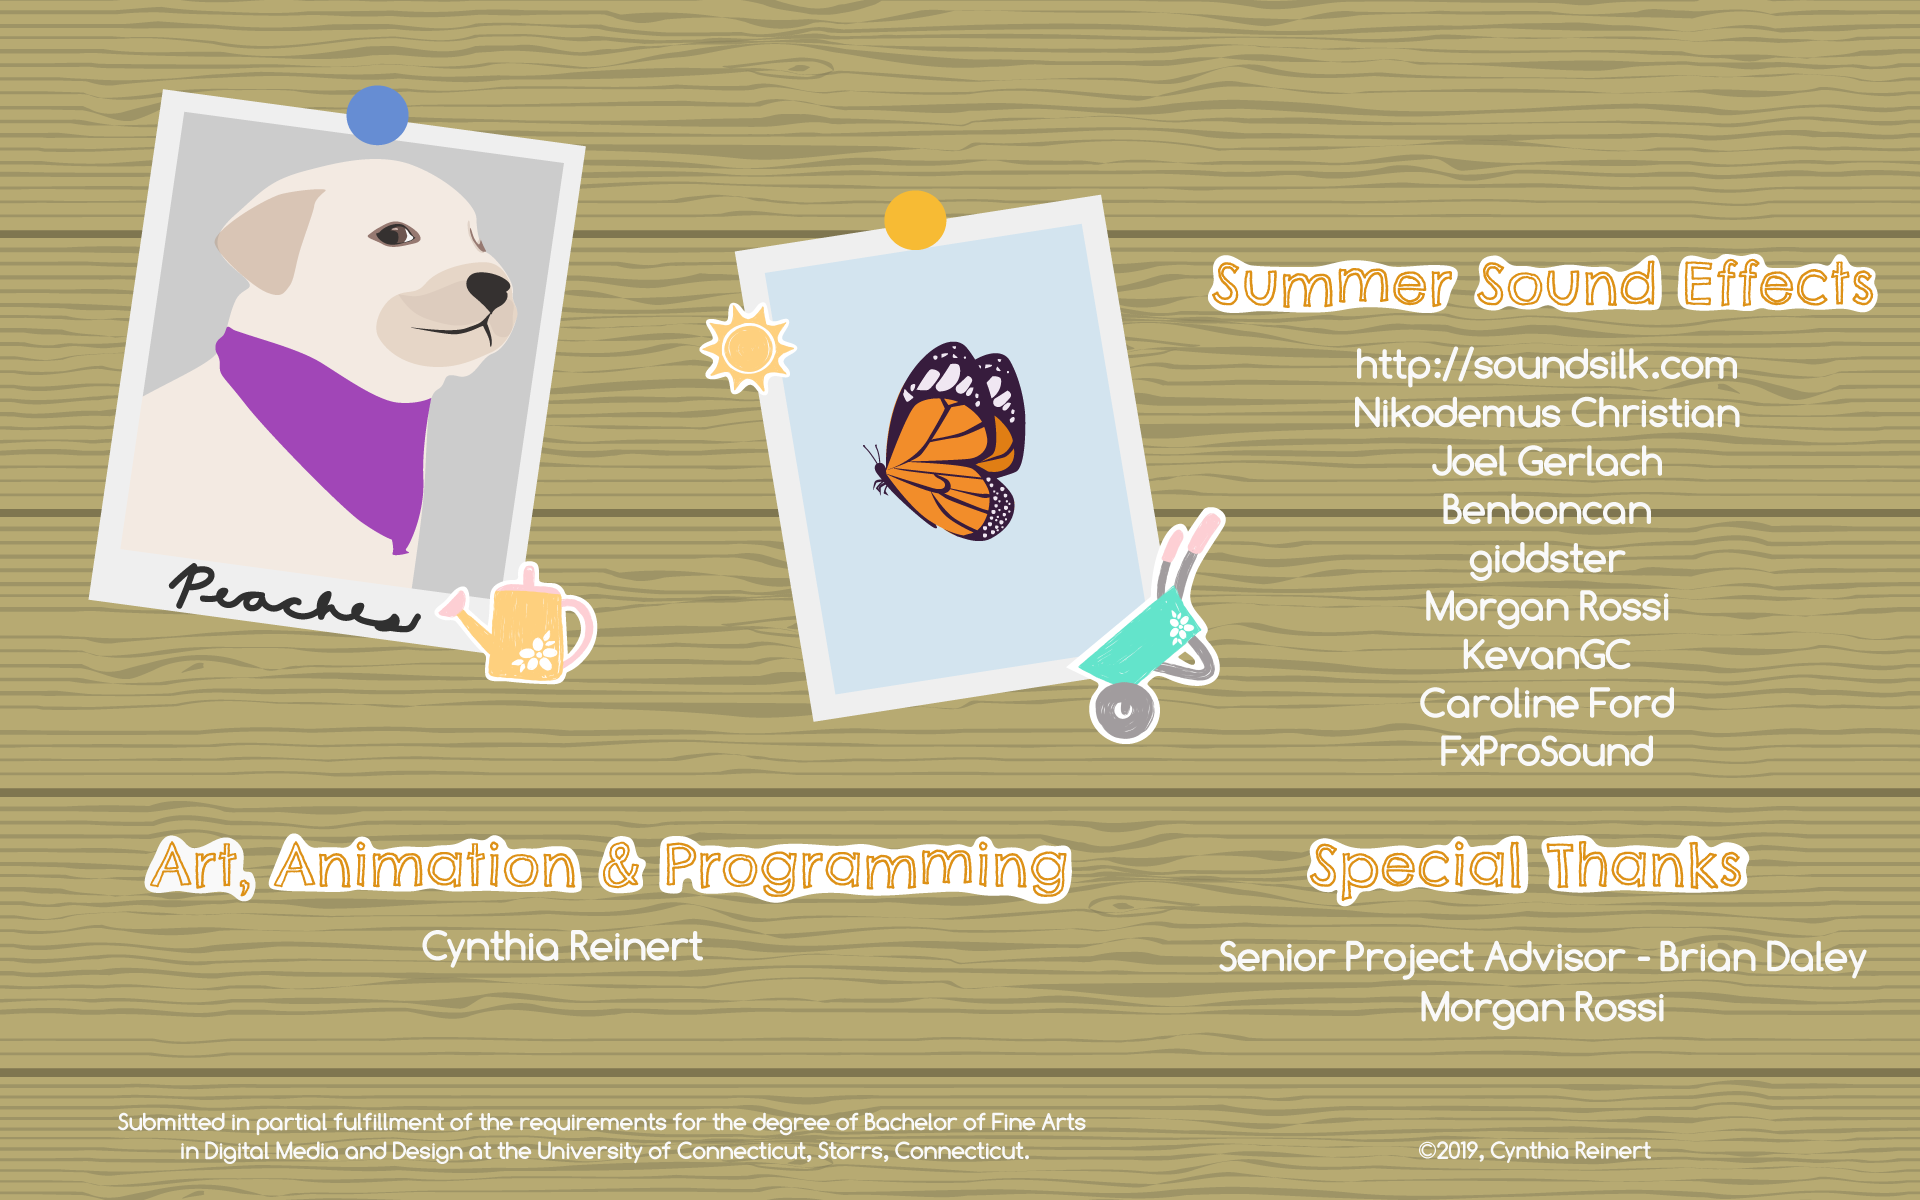 Peaches
Summer Sound Effects
http://soundsilk.com
Nikodemus Christian
Joel Gerlach
Benboncan
giddster
Morgan Rossi
KevanGC
Caroline Ford
FxProSound
Art, Animation & Programming
Cynthia Reinert
Special Thanks
Senior Project Advisor - Brian Daley
Morgan Rossi
Submitted in partial fulfillment of the requirements for the degree of Bachelor of Fine Arts
in Digital Media and Design at the University of Connecticut, Storrs, Connecticut.
©2019, Cynthia Reinert